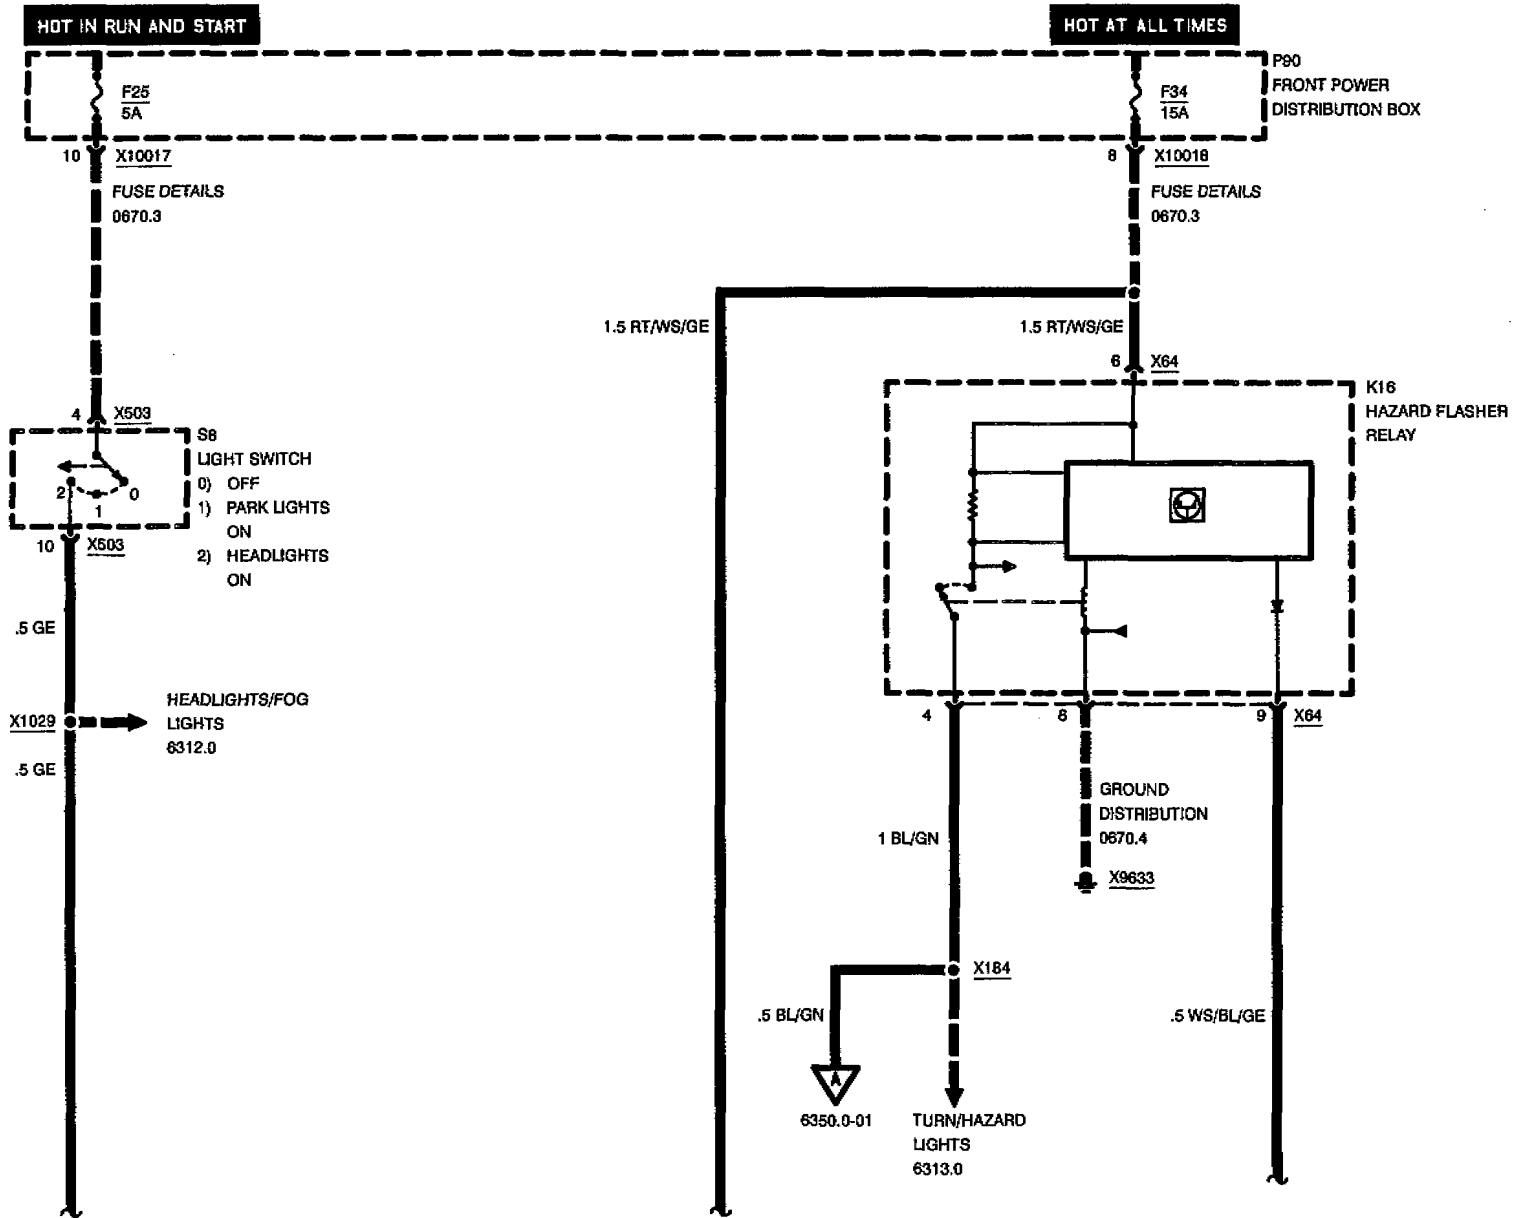 HOT IN RUN AND START
HOT AT ALL TIMES
F25
5A
F34
15A
P90
FRONT POWER
DISTRIBUTION BOX
10 X10017
8 X10018
FUSE DETAILS
0670.3
FUSE DETAILS
0670.3
1.5 RT/WS/GE
1.5 RT/WS/GE
6 X64
K16
HAZARD FLASHER
RELAY
4 X503
S8
LIGHT SWITCH
0) OFF
1) PARK LIGHTS
ON
2) HEADLIGHTS
ON
2
1
0
10 X503
.5 GE
X1029
HEADLIGHTS/FOG
LIGHTS
6312.0
.5 GE
4
8
9 X64
GROUND
DISTRIBUTION
0670.4
1 BL/GN
X9633
X184
.5 BL/GN
.5 WS/BL/GE
A
6350.0-01
TURN/HAZARD
LIGHTS
6313.0